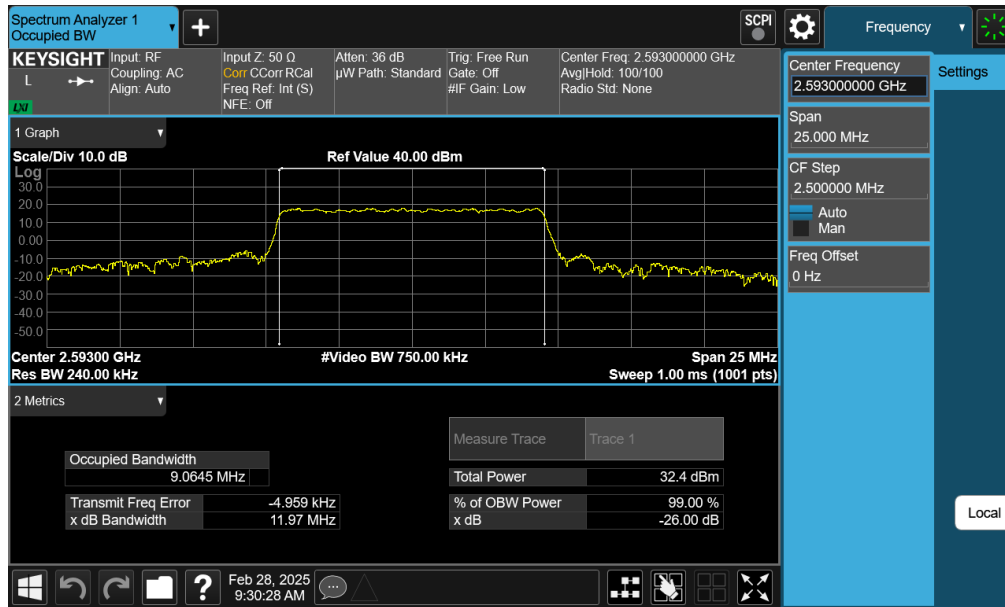 Spectrum Analyzer 1
Occupied BW
SCPI
Frequency
KEYSIGHT
L
LXI
Input: RF
Coupling: AC
Align: Auto
Input Z: 50 Ω
Corr CCorr RCal
Freq Ref: Int (S)
NFE: Off
Atten: 36 dB
µW Path: Standard
Trig: Free Run
Gate: Off
#IF Gain: Low
Center Freq: 2.593000000 GHz
Avg|Hold: 100/100
Radio Std: None
Center Frequency
2.593000000 GHz
Settings
Span
25.000 MHz
CF Step
2.500000 MHz
Auto
Man
Freq Offset
0 Hz
1 Graph
Scale/Div 10.0 dB
Ref Value 40.00 dBm
Log
30.0
20.0
10.0
0.00
-10.0
-20.0
-30.0
-40.0
-50.0
Center 2.59300 GHz
#Video BW 750.00 kHz
Span 25 MHz
Res BW 240.00 kHz
Sweep 1.00 ms (1001 pts)
2 Metrics
Measure Trace
Trace 1
Occupied Bandwidth
9.0645 MHz
Total Power
32.4 dBm
Transmit Freq Error
-4.959 kHz
% of OBW Power
99.00 %
x dB Bandwidth
11.97 MHz
x dB
-26.00 dB
Local
?
Feb 28, 2025
9:30:28 AM